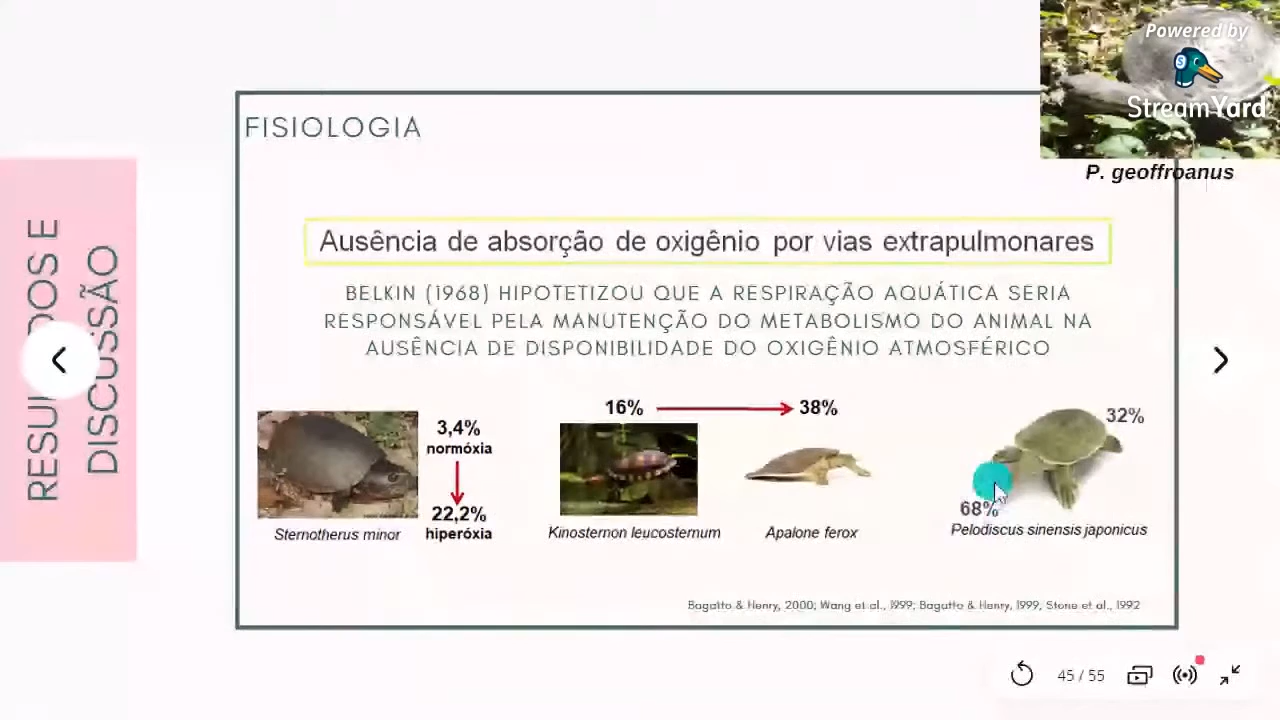 Powered by
StreamYard
P. geoffroanus
FISIOLOGIA
RESULTADOS E
DISCUSSÃO
Ausência de absorção de oxigênio por vias extrapulmonares
BELKIN (1968) HIPOTETIZOU QUE A RESPIRAÇÃO AQUÁTICA SERIA
RESPONSÁVEL PELA MANUTENÇÃO DO METABOLISMO DO ANIMAL NA
AUSÊNCIA DE DISPONIBILIDADE DO OXIGÊNIO ATMOSFÉRICO
3,4%
normóxia
22,2%
hiperóxia
Sternotherus minor
16%
38%
Kinosternon leucosternum
Apalone ferox
32%
68%
Pelodiscus sinensis japonicus
Bagatto & Henry, 2000; Wang et al., 1999; Bagatto & Henry, 1999, Stone et al., 1992
45 / 55